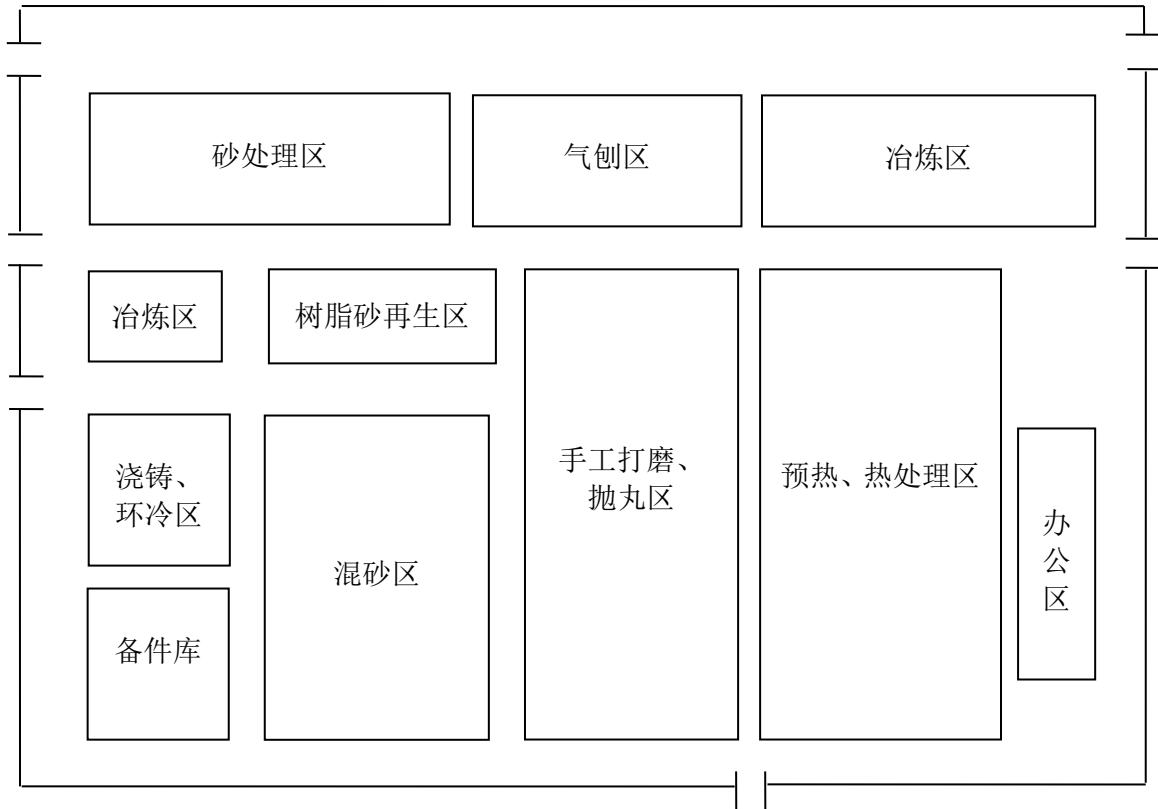 砂处理区
气刨区
冶炼区
冶炼区
树脂砂再生区
手工打磨、
抛丸区
预热、热处理区
浇铸、
环冷区
混砂区
办
公
区
备件库